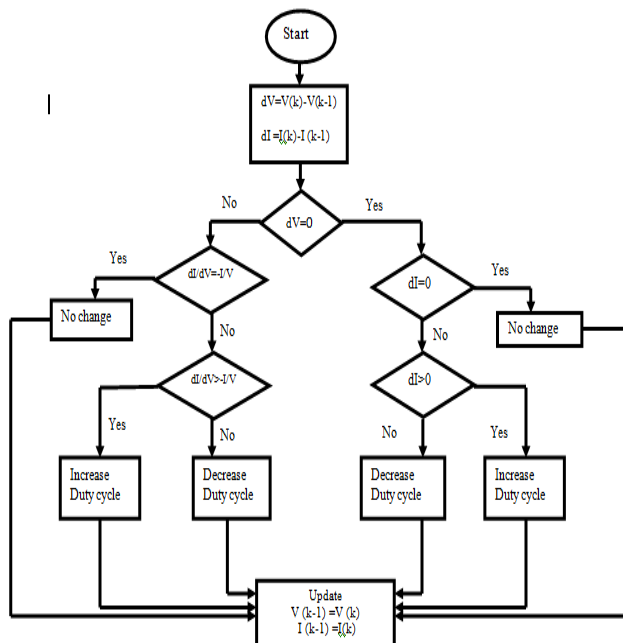 Start
dV=V(k)-V(k-1)
dI =I(k)-I (k-1)
No
dV=0
Yes
Yes
dI/dV=-I/V
dI=0
Yes
No change
No
No
No change
dI/dV>-I/V
dI>0
Yes
No
No
Yes
Increase
Duty cycle
Decrease
Duty cycle
Decrease
Duty cycle
Increase
Duty cycle
Update
V (k-1) =V (k)
I (k-1) =I(k)